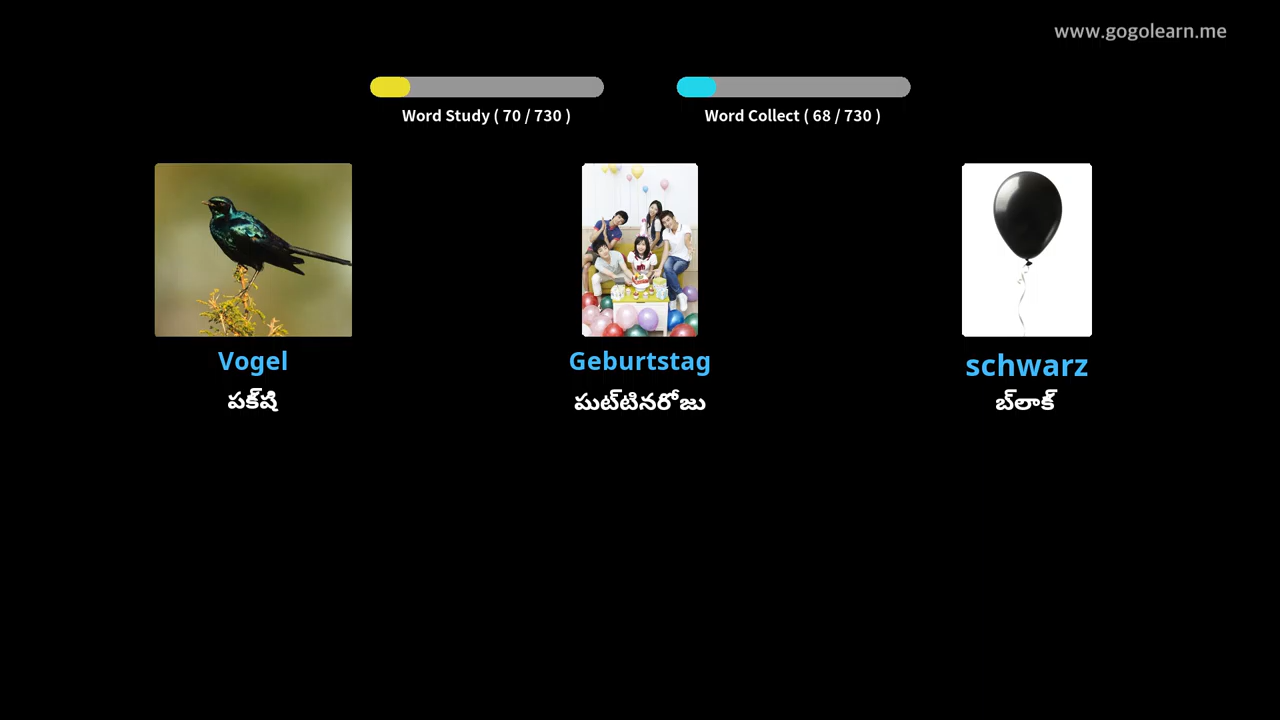 www.gogolearn.me
Word Study ( 70 / 730 )
Word Collect ( 68 / 730 )
Vogel
Geburtstag
schwarz
పక్‌షి
పుట్‌టినరోజు
బ్‌లాక్